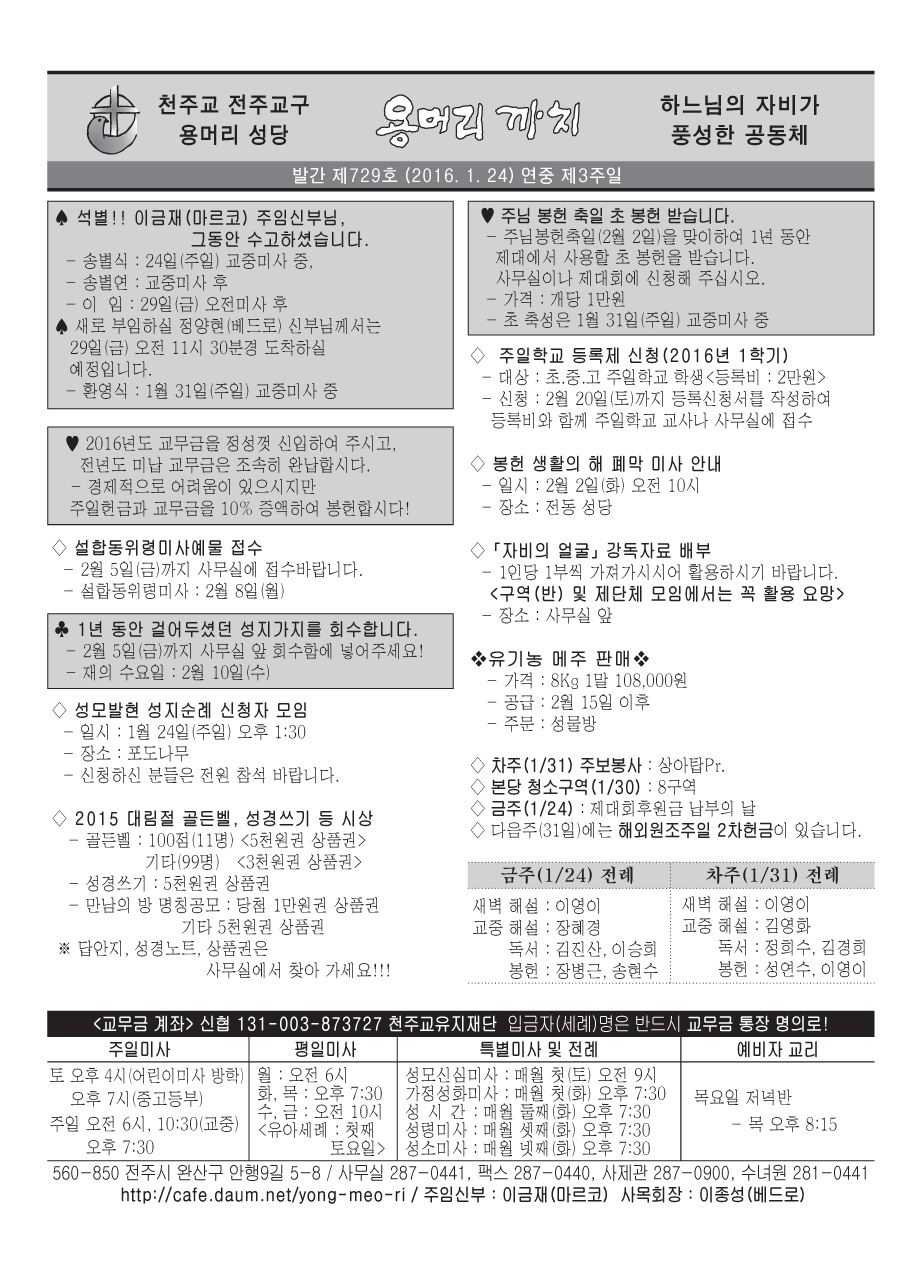 천주교 전주교구
용머리 성당
용머리 까치
하느님의 자비가
풍성한 공동체
발간 제729호 (2016. 1. 24) 연중 제3주일
♠ 석별!! 이금재(마르코) 주임신부님,
그동안 수고하셨습니다.
- 송별식 : 24일(주일) 교중미사 중,
- 송별연 : 교중미사 후
- 이 임 : 29일(금) 오전미사 후
♠ 새로 부임하실 정양현(베드로) 신부님께서는
29일(금) 오전 11시 30분경 도착하실
예정입니다.
- 환영식 : 1월 31일(주일) 교중미사 중
♥ 2016년도 교무금을 정성껏 신입하여 주시고,
전년도 미납 교무금은 조속히 완납합시다.
- 경제적으로 어려움이 있으시지만
주일헌금과 교무금을 10% 증액하여 봉헌합시다!
◇ 설합동위령미사예물 접수
- 2월 5일(금)까지 사무실에 접수바랍니다.
- 설합동위령미사 : 2월 8일(월)
♣ 1년 동안 걸어두셨던 성지가지를 회수합니다.
- 2월 5일(금)까지 사무실 앞 회수함에 넣어주세요!
- 재의 수요일 : 2월 10일(수)
◇ 성모발현 성지순례 신청자 모임
- 일시 : 1월 24일(주일) 오후 1:30
- 장소 : 포도나무
- 신청하신 분들은 전원 참석 바랍니다.
◇ 2015 대림절 골든벨, 성경쓰기 등 시상
- 골든벨 : 100점(11명) <5천원권 상품권>
기타(99명) <3천원권 상품권>
- 성경쓰기 : 5천원권 상품권
- 만남의 방 명칭공모 : 당첨 1만원권 상품권
기타 5천원권 상품권
※ 답안지, 성경노트, 상품권은
사무실에서 찾아 가세요!!!
♥ 주님 봉헌 축일 초 봉헌 받습니다.
- 주님봉헌축일(2월 2일)을 맞이하여 1년 동안
제대에서 사용할 초 봉헌을 받습니다.
사무실이나 제대회에 신청해 주십시오.
- 가격 : 개당 1만원
- 초 축성은 1월 31일(주일) 교중미사 중
◇ 주일학교 등록제 신청(2016년 1학기)
- 대상 : 초.중.고 주일학교 학생<등록비 : 2만원>
- 신청 : 2월 20일(토)까지 등록신청서를 작성하여
등록비와 함께 주일학교 교사나 사무실에 접수
◇ 봉헌 생활의 해 폐막 미사 안내
- 일시 : 2월 2일(화) 오전 10시
- 장소 : 전동 성당
◇ 「자비의 얼굴」 강독자료 배부
- 1인당 1부씩 가져가시시어 활용하시기 바랍니다.
<구역(반) 및 제단체 모임에서는 꼭 활용 요망>
- 장소 : 사무실 앞
❖유기농 메주 판매❖
- 가격 : 8Kg 1말 108,000원
- 공급 : 2월 15일 이후
- 주문 : 성물방
◇ 차주(1/31) 주보봉사 : 상아탑Pr.
◇ 본당 청소구역(1/30) : 8구역
◇ 금주(1/24) : 제대회후원금 납부의 날
◇ 다음주(31일)에는 해외원조주일 2차헌금이 있습니다.
금주(1/24) 전례
새벽 해설 : 이영이
교중 해설 : 장혜경
독서 : 김진산, 이승희
봉헌 : 장병근, 송현수
차주(1/31) 전례
새벽 해설 : 이영이
교중 해설 : 김영화
독서 : 정희수, 김경희
봉헌 : 성연수, 이영이
<교무금 계좌> 신협 131-003-873727 천주교유지재단 입금자(세례)명은 반드시 교무금 통장 명의로!
주일미사
토 오후 4시(어린이미사 방학)
오후 7시(중고등부)
주일 오전 6시, 10:30(교중)
오후 7:30
평일미사
월 : 오전 6시
화, 목 : 오후 7:30
수, 금 : 오전 10시
<유아세례 : 첫째
토요일>
특별미사 및 전례
성모신심미사 : 매월 첫(토) 오전 9시
가정성화미사 : 매월 첫(화) 오후 7:30
성 시 간 : 매월 둘째(화) 오후 7:30
성령미사 : 매월 셋째(화) 오후 7:30
성소미사 : 매월 넷째(화) 오후 7:30
예비자 교리
목요일 저녁반
- 목 오후 8:15
560-850 전주시 완산구 안행9길 5-8 / 사무실 287-0441, 팩스 287-0440, 사제관 287-0900, 수녀원 281-0441
http://cafe.daum.net/yong-meo-ri / 주임신부 : 이금재(마르코) 사목회장 : 이종성(베드로)